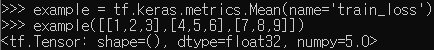 >>> example = tf.keras.metrics.Mean(name='train_loss')
>>> example([[1,2,3],[4,5,6],[7,8,9]])
<tf.Tensor: shape=(), dtype=float32, numpy=5.0>